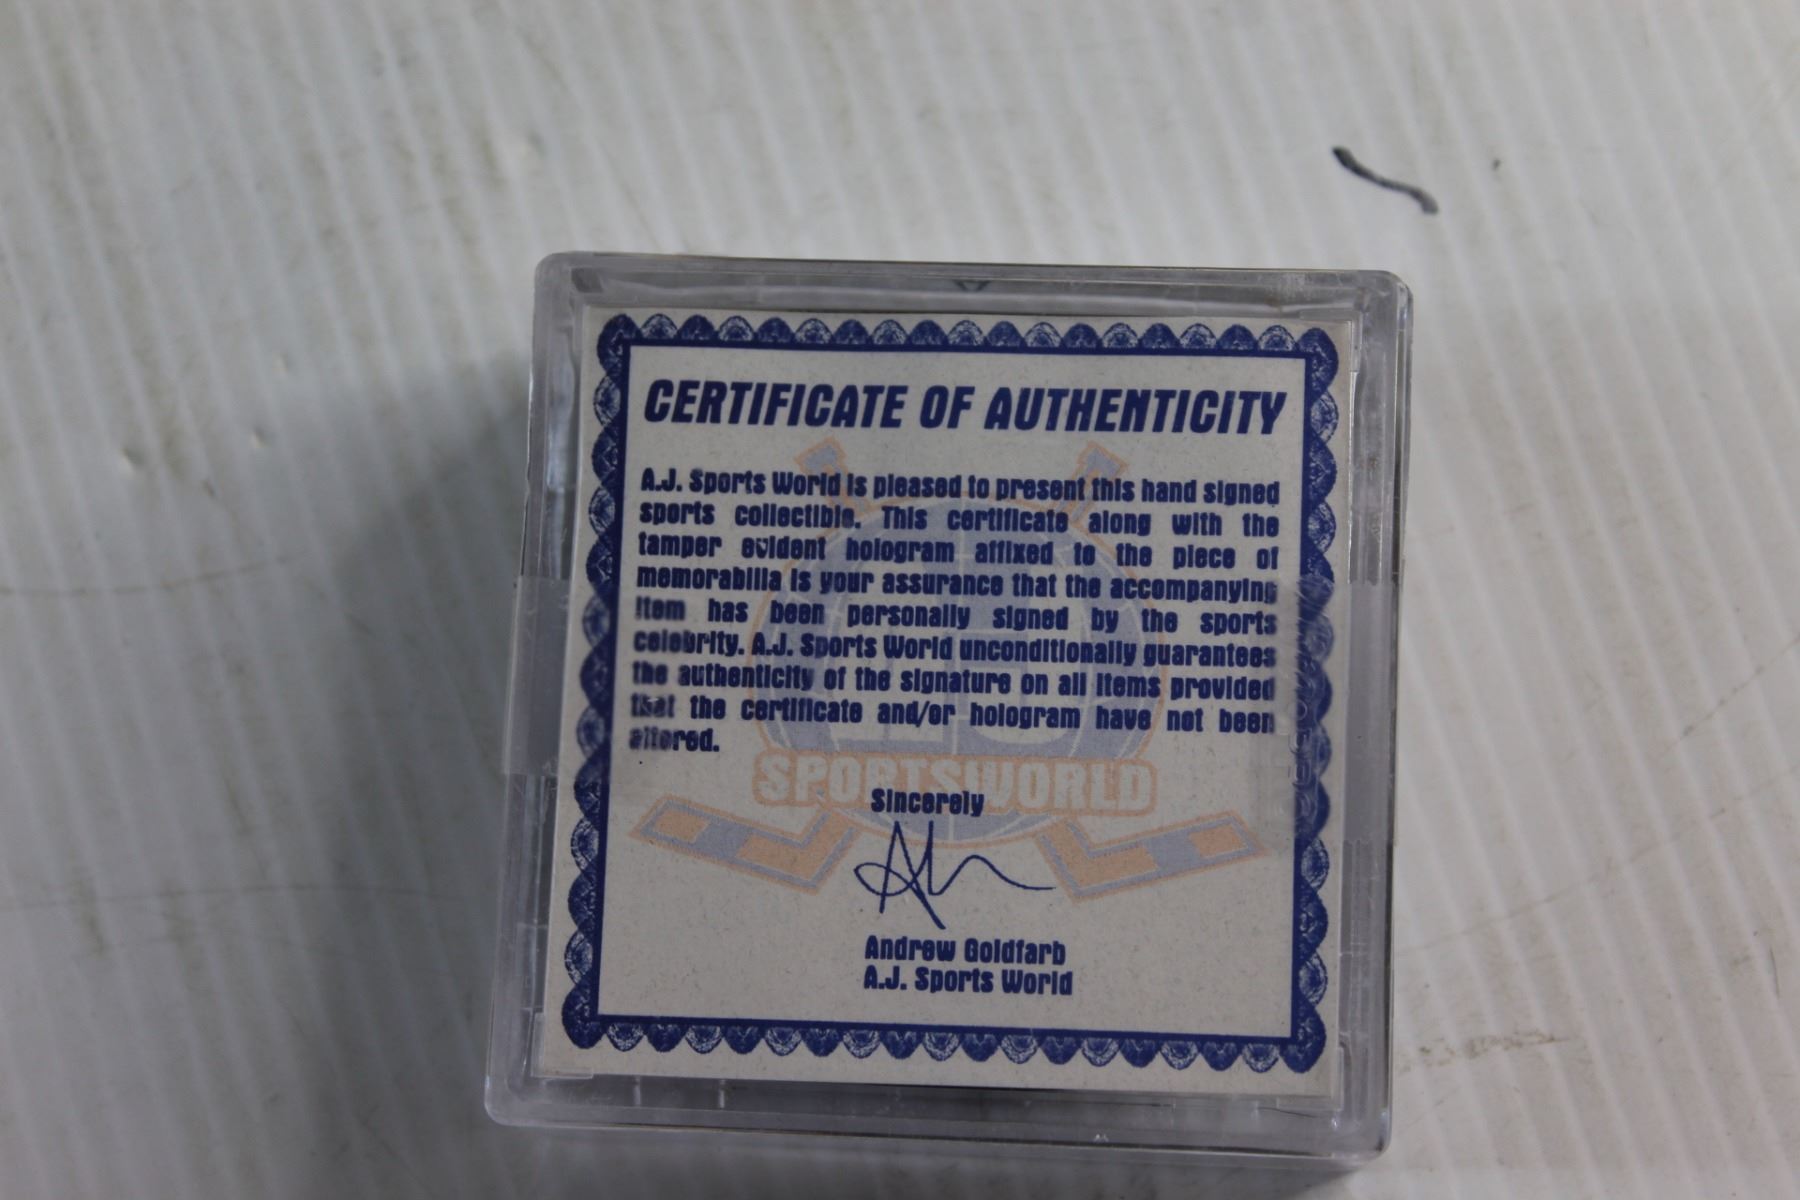 CERTIFICATE OF AUTHENTICITY
A.J. Sports World is pleased to present this hand signed
sports collectible. This certificate along with the
tamper evident hologram affixed to the piece of
memorabilia is your assurance that the accompanying
item has been personally signed by the sports
celebrity. A.J. Sports World unconditionally guarantees
the authenticity of the signature on all items provided
that the certificate and/or hologram have not been
altered.
SPORTSWORLD
Sincerely
Andrew Goldfarb
A.J. Sports World